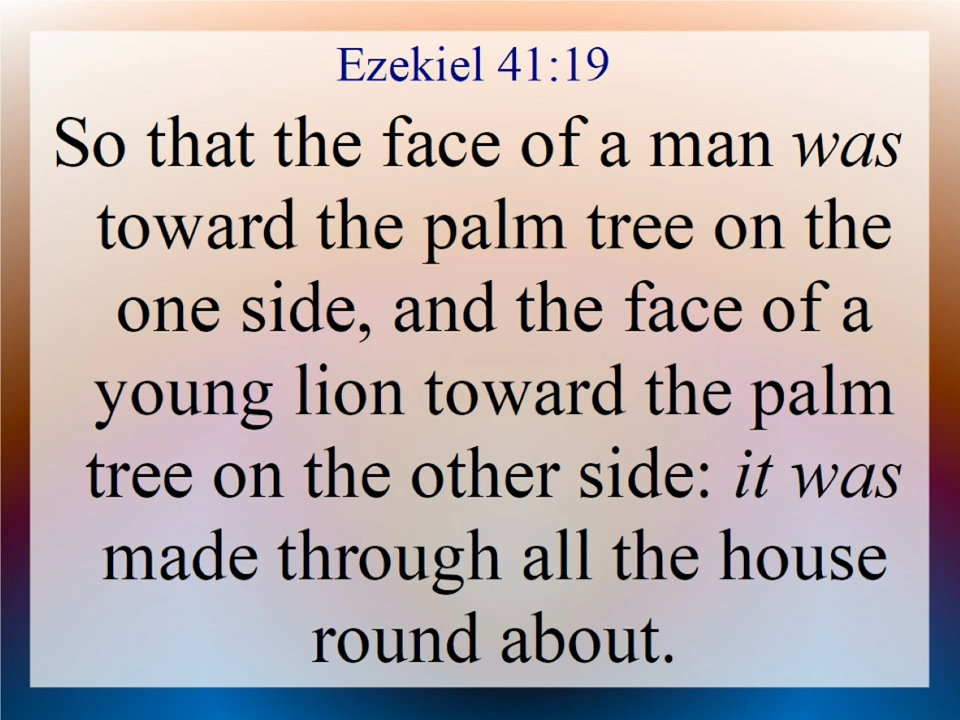 Ezekiel 41:19
So that the face of a man was
toward the palm tree on the
one side, and the face of a
young lion toward the palm
tree on the other side: it was
made through all the house
round about.